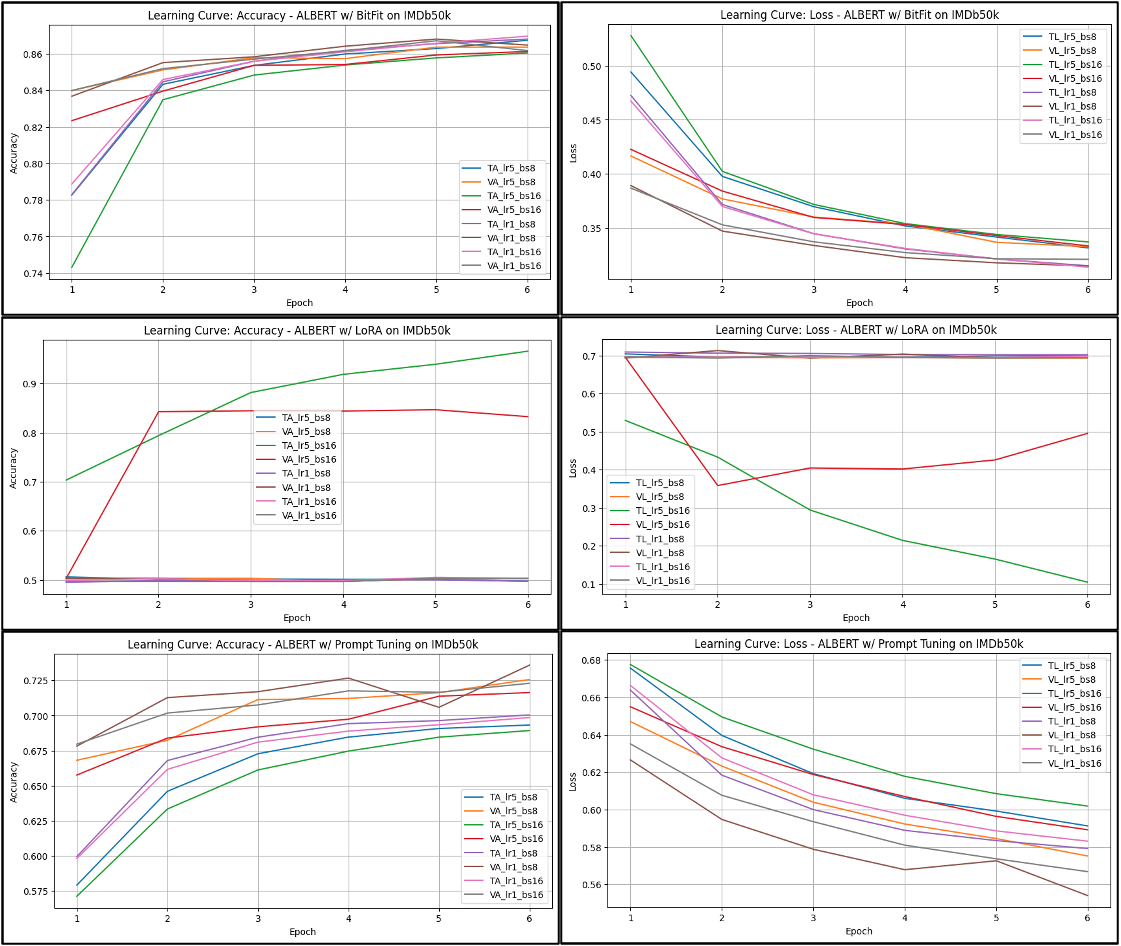 Learning Curve: Accuracy - ALBERT w/ BitFit on IMDb50k
Accuracy
0.86
0.84
0.82
0.80
0.78
0.76
0.74
TA_lr5_bs8
VA_lr5_bs8
TA_lr5_bs16
VA_lr5_bs16
TA_lr1_bs8
VA_lr1_bs8
TA_lr1_bs16
VA_lr1_bs16
1 2 3 4 5 6
Epoch
Learning Curve: Loss - ALBERT w/ BitFit on IMDb50k
Loss
0.50
0.45
0.40
0.35
TL_lr5_bs8
VL_lr5_bs8
TL_lr5_bs16
VL_lr5_bs16
TL_lr1_bs8
VL_lr1_bs8
TL_lr1_bs16
VL_lr1_bs16
1 2 3 4 5 6
Epoch
Learning Curve: Accuracy - ALBERT w/ LoRA on IMDb50k
Accuracy
0.9
0.8
0.7
0.6
0.5
TA_lr5_bs8
VA_lr5_bs8
TA_lr5_bs16
VA_lr5_bs16
TA_lr1_bs8
VA_lr1_bs8
TA_lr1_bs16
VA_lr1_bs16
1 2 3 4 5 6
Epoch
Learning Curve: Loss - ALBERT w/ LoRA on IMDb50k
Loss
0.7
0.6
0.5
0.4
0.3
0.2
0.1
TL_lr5_bs8
VL_lr5_bs8
TL_lr5_bs16
VL_lr5_bs16
TL_lr1_bs8
VL_lr1_bs8
TL_lr1_bs16
VL_lr1_bs16
1 2 3 4 5 6
Epoch
Learning Curve: Accuracy - ALBERT w/ Prompt Tuning on IMDb50k
Accuracy
0.725
0.700
0.675
0.650
0.625
0.600
0.575
TA_lr5_bs8
VA_lr5_bs8
TA_lr5_bs16
VA_lr5_bs16
TA_lr1_bs8
VA_lr1_bs8
TA_lr1_bs16
VA_lr1_bs16
1 2 3 4 5 6
Epoch
Learning Curve: Loss - ALBERT w/ Prompt Tuning on IMDb50k
Loss
0.68
0.66
0.64
0.62
0.60
0.58
0.56
TL_lr5_bs8
VL_lr5_bs8
TL_lr5_bs16
VL_lr5_bs16
TL_lr1_bs8
VL_lr1_bs8
TL_lr1_bs16
VL_lr1_bs16
1 2 3 4 5 6
Epoch